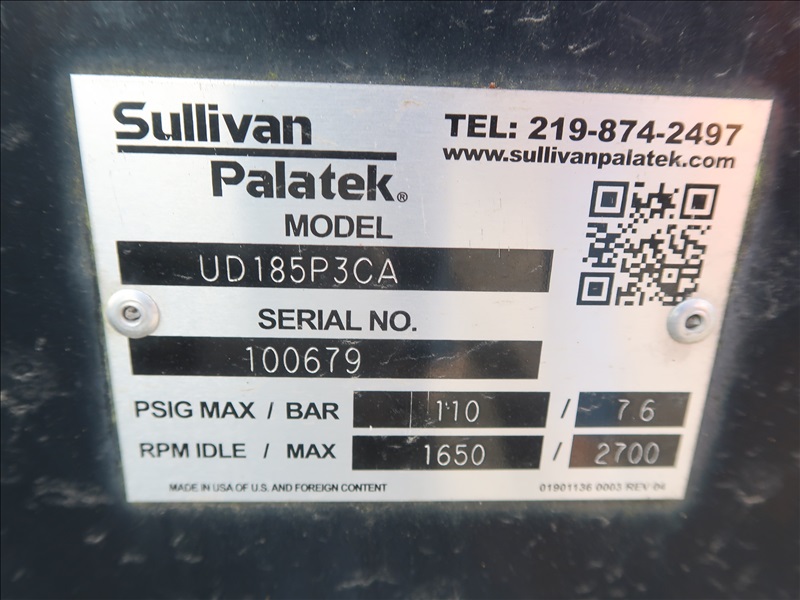 Sullivan
Palatek®
TEL: 219-874-2497
www.sullivanpalatek.com
MODEL
UD185P3CA
SERIAL NO.
100679
PSIG MAX / BAR 110 / 7.6
RPM IDLE / MAX 1650 / 2700
MADE IN USA OF U.S. AND FOREIGN CONTENT
01901136 0003 REV 04